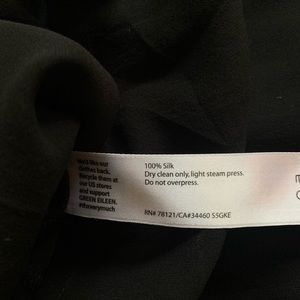 We'd like our
clothes back.
Recycle them at
our US stores
and support
GREEN EILEEN.
#thxverymuch
100% Silk
Dry clean only, light steam press.
Do not overpress.
RN# 78121/CA#34460 S5GKE